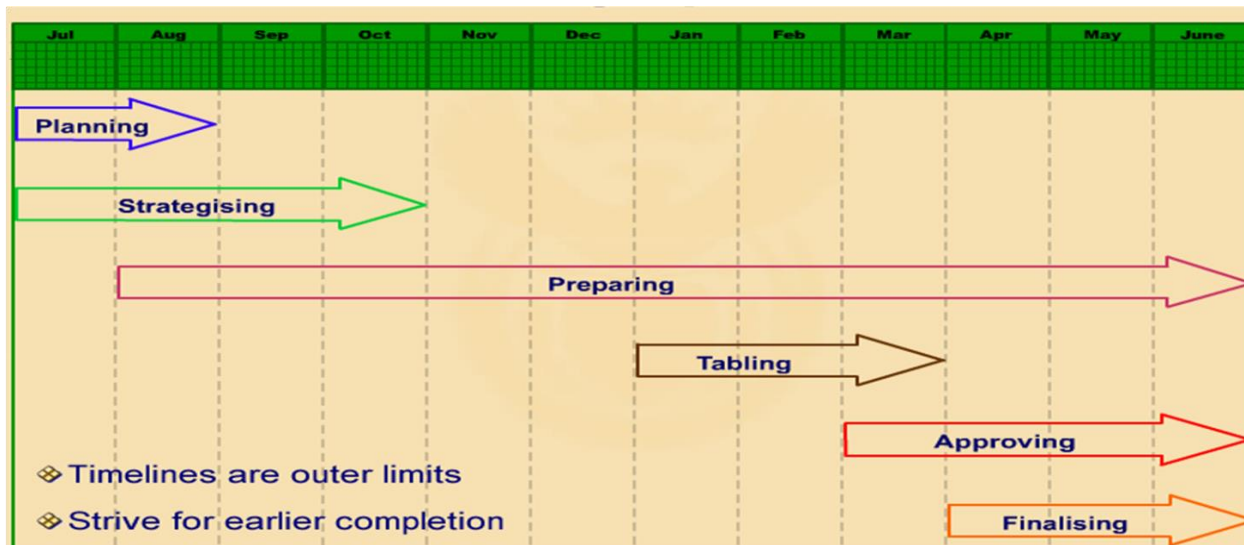 Jul Aug Sep Oct Nov Dec Jan Feb Mar Apr May June
Planning
Strategising
Preparing
Tabling
Approving
Timelines are outer limits
Strive for earlier completion
Finalising